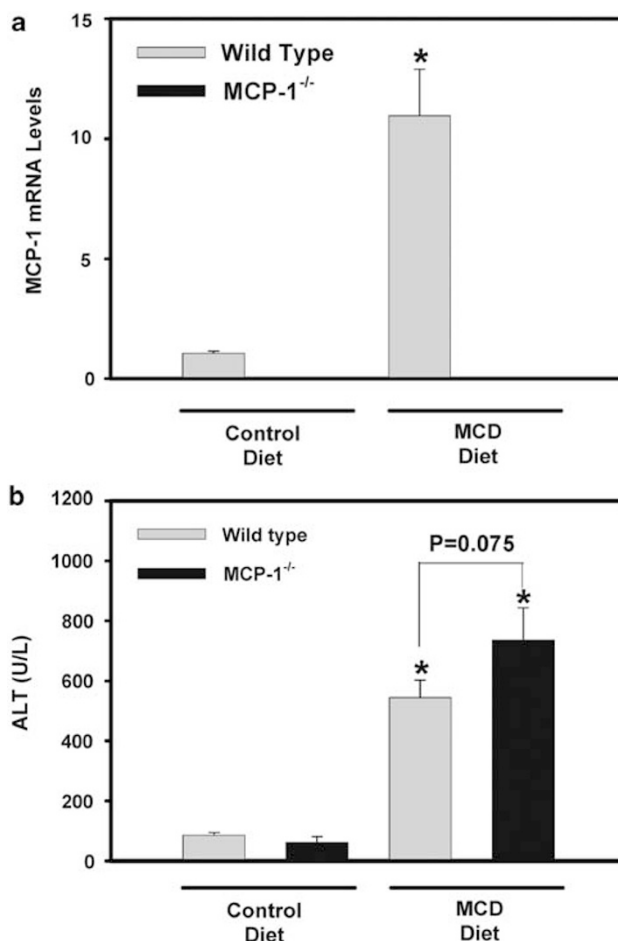 a
15
10
5
0
MCP-1 mRNA Levels
Wild Type
MCP-1-/-
*
Control
Diet
MCD
Diet
b
1200
1000
800
600
400
200
0
ALT (U/L)
Wild type
MCP-1-/-
P=0.075
*
*
Control
Diet
MCD
Diet